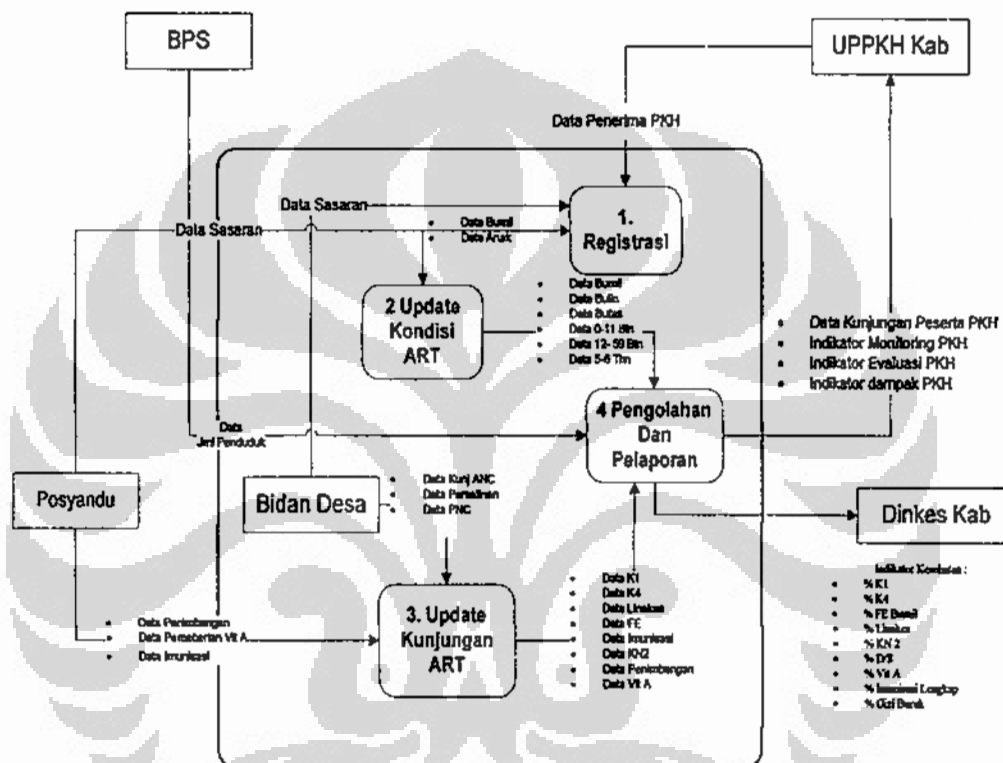 BPS
UPPKH Kab
Data Penerima PKH
Data Sasaran
Data Sasaran
• Data Bumil
• Data Anak
1.
Registrasi
2 Update
Kondisi
ART
• Data Bumil
• Data Bulin
• Data Bufas
• Data 0-11 Bln
• Data 12-59 Bln
• Data 5-6 Thn
• Data Kunjungan Peserta PKH
• Indikator Monitoring PKH
• Indikator Evaluasi PKH
• Indikator dampak PKH
4 Pengolahan
Dan
Pelaporan
Data
Jml Penduduk
Posyandu
Bidan Desa
• Data Kunj ANC
• Data Persalinan
• Data PNC
Dinkes Kab
• Data Penimbangan
• Data Pemberian Vit A
• Data Imunisasi
3. Update
Kunjungan
ART
• Data K1
• Data K4
• Data Linakes
• Data FE
• Data Imunisasi
• Data KN2
• Data Penimbangan
• Data Vit A
Indikator Kesehatan :
• % K1
• % K4
• % FE Bumil
• % Linakes
• % KN 2
• % D/S
• % Vit A
• % Imunisasi Lengkap
• % Gizi Buruk